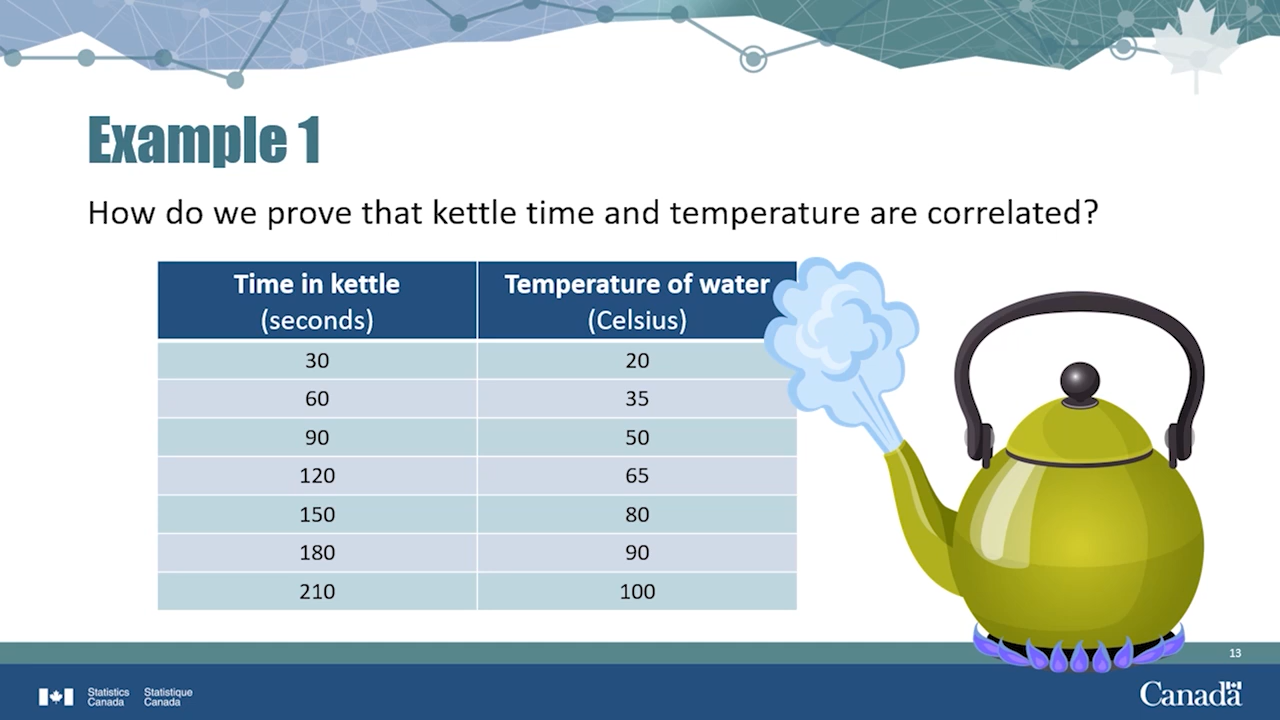 Example 1
How do we prove that kettle time and temperature are correlated?
Time in kettle Temperature of water
(seconds) (Celsius)
30 20
60 35
90 50
120 65
150 80
180 90
210 100
13
Statistics Statistique
Canada Canada
Canada